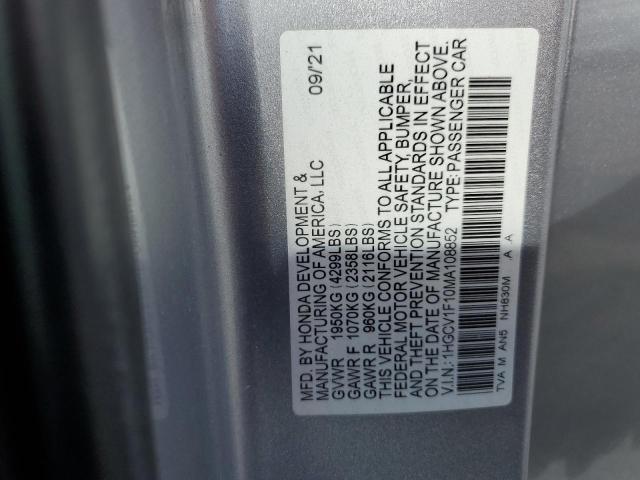 MFD. BY HONDA DEVELOPMENT &
MANUFACTURING OF AMERICA, LLC 09/'21
GVWR 1950KG (4299LBS)
GAWR F 1070KG (2358LBS)
GAWR R 960KG (2116LBS)
THIS VEHICLE CONFORMS TO ALL APPLICABLE
FEDERAL MOTOR VEHICLE SAFETY, BUMPER,
AND THEFT PREVENTION STANDARDS IN EFFECT
ON THE DATE OF MANUFACTURE SHOWN ABOVE.
V.I.N.: 1HGCV1F10MA108852 TYPE: PASSENGER CAR
TVA M AN5 NH830M A A